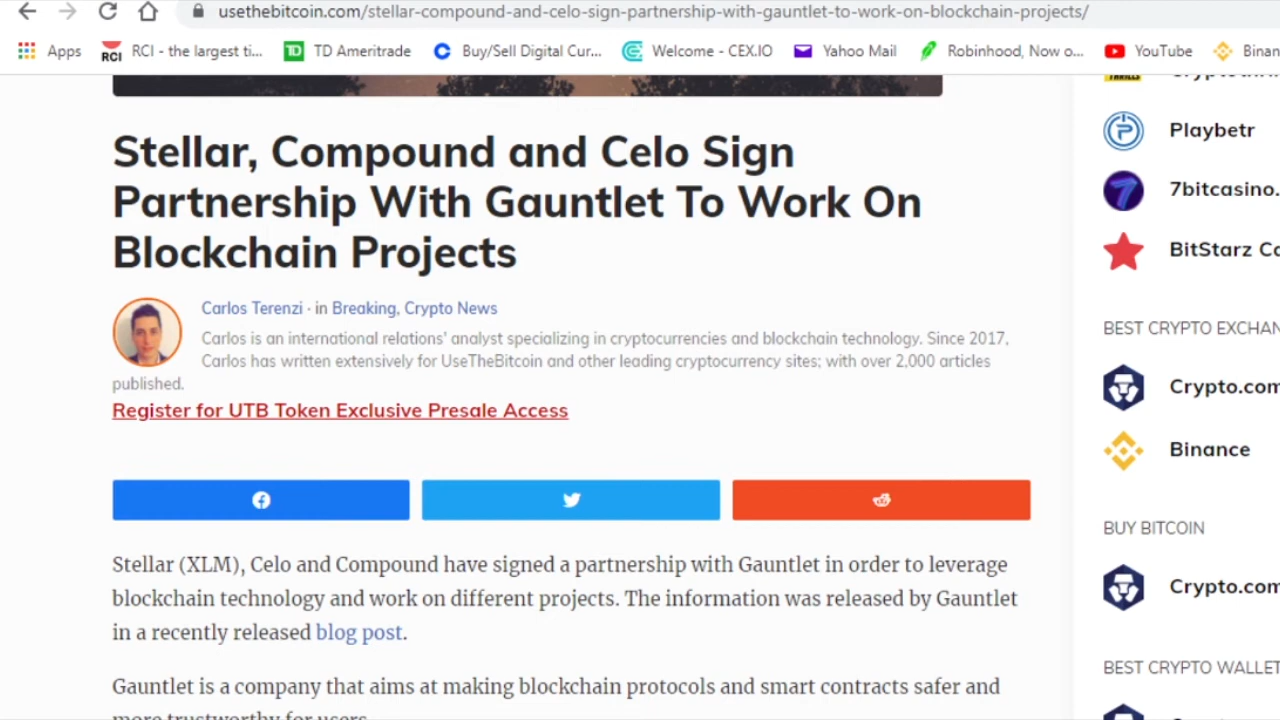 usethebitcoin.com/stellar-compound-and-celo-sign-partnership-with-gauntlet-to-work-on-blockchain-projects/
Apps RCI - the largest ti... TD Ameritrade Buy/Sell Digital Cur... Welcome - CEX.IO Yahoo Mail Robinhood, Now o... YouTube Binan
RCI
TD
THRILLS
Stellar, Compound and Celo Sign
Partnership With Gauntlet To Work On
Blockchain Projects
Carlos Terenzi · in Breaking, Crypto News
Carlos is an international relations' analyst specializing in cryptocurrencies and blockchain technology. Since 2017,
Carlos has written extensively for UseTheBitcoin and other leading cryptocurrency sites; with over 2,000 articles
published.
Register for UTB Token Exclusive Presale Access
Stellar (XLM), Celo and Compound have signed a partnership with Gauntlet in order to leverage
blockchain technology and work on different projects. The information was released by Gauntlet
in a recently released blog post.
Gauntlet is a company that aims at making blockchain protocols and smart contracts safer and
more trustworthy for users.
Playbetr
7bitcasino.
BitStarz Ca
BEST CRYPTO EXCHAN
Crypto.com
Binance
BUY BITCOIN
Crypto.com
BEST CRYPTO WALLET